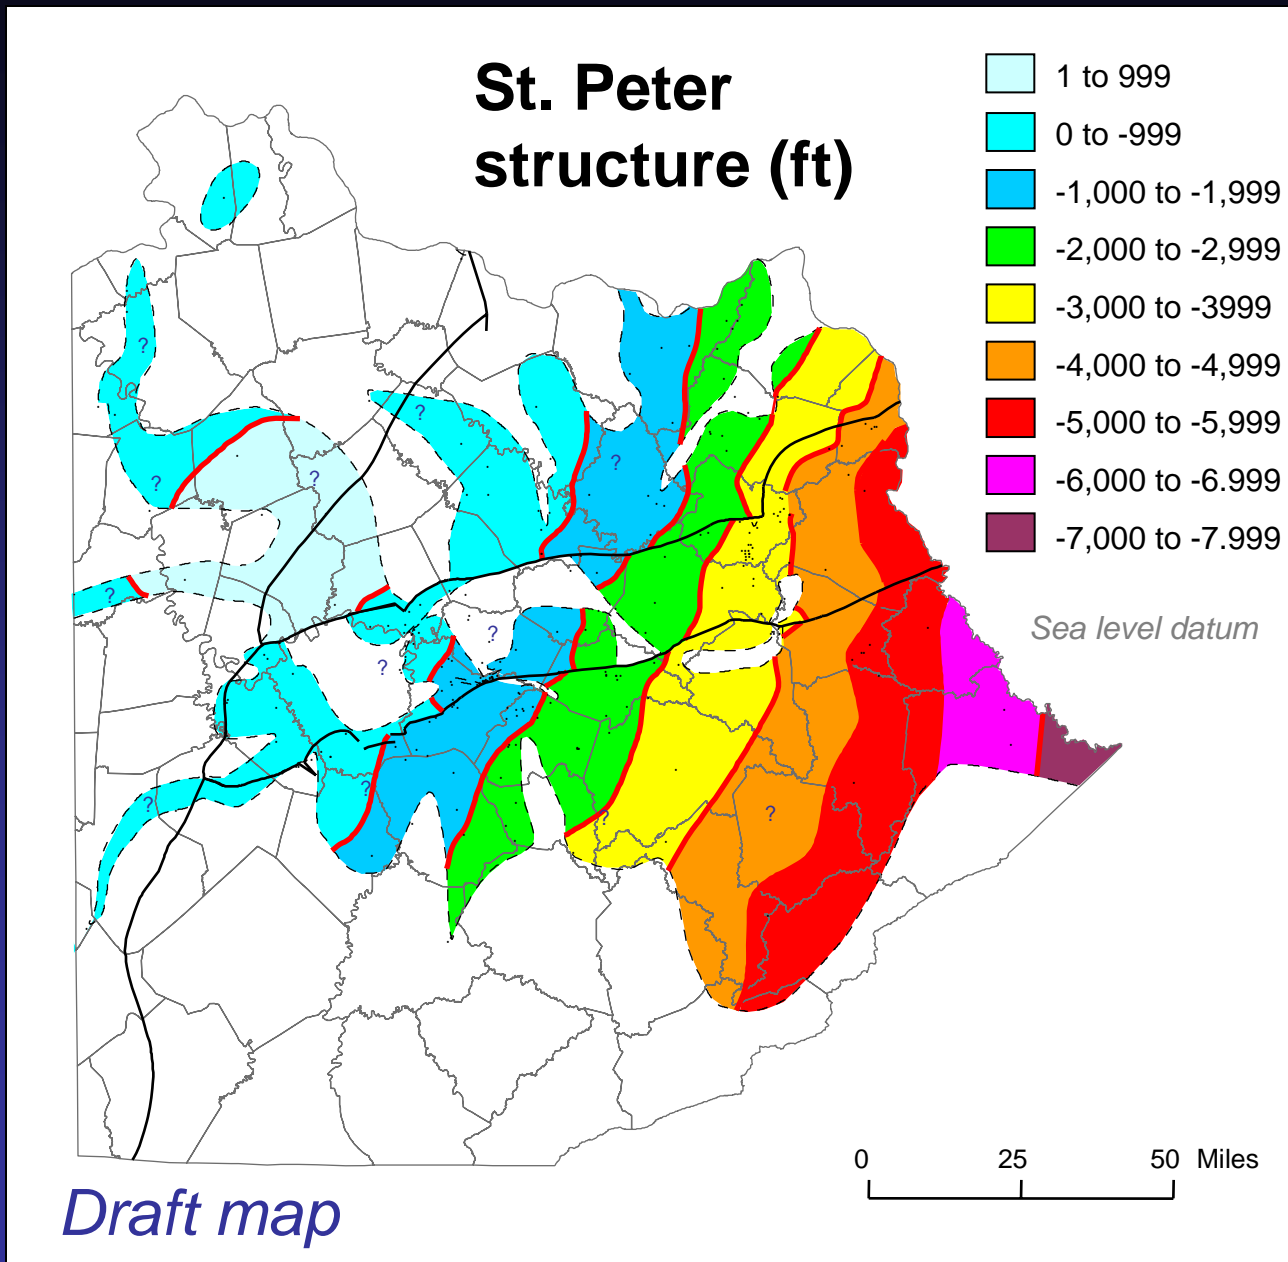 St. Peter
structure (ft)
1 to 999
0 to -999
-1,000 to -1,999
-2,000 to -2,999
-3,000 to -3999
-4,000 to -4,999
-5,000 to -5,999
-6,000 to -6.999
-7,000 to -7.999
Sea level datum
?
?
?
?
?
?
?
?
?
?
?
?
?
0 25 50 Miles
Draft map